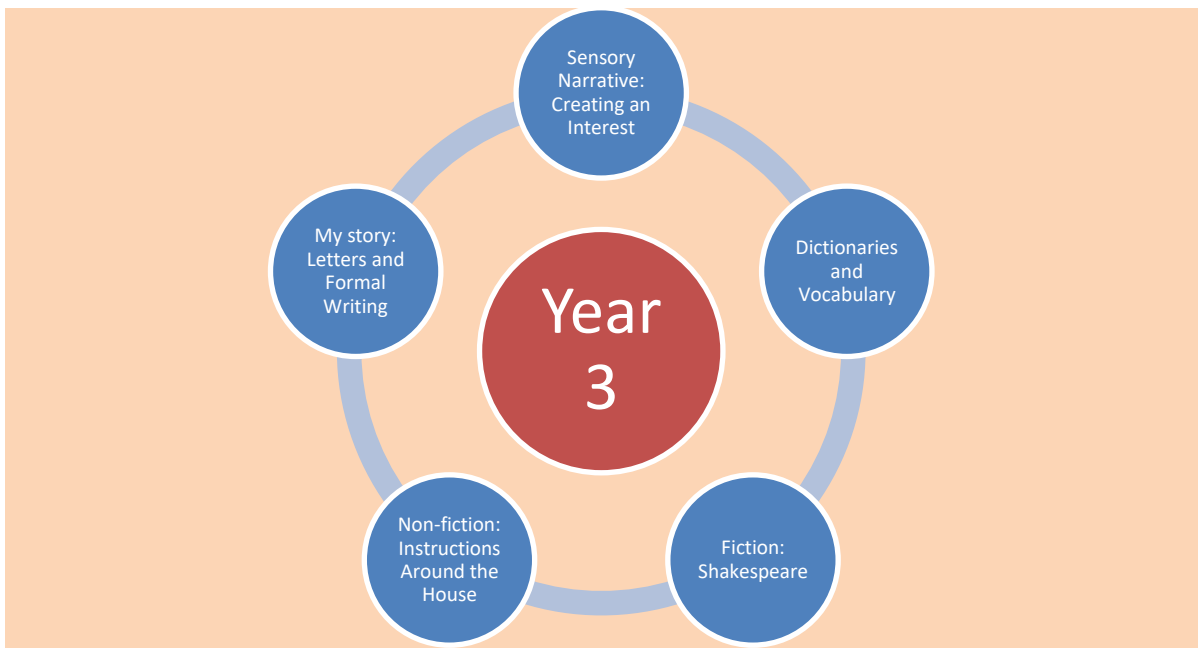 Sensory
Narrative:
Creating an
Interest
Dictionaries
and
Vocabulary
Fiction:
Shakespeare
Non-fiction:
Instructions
Around the
House
My story:
Letters and
Formal
Writing
Year
3